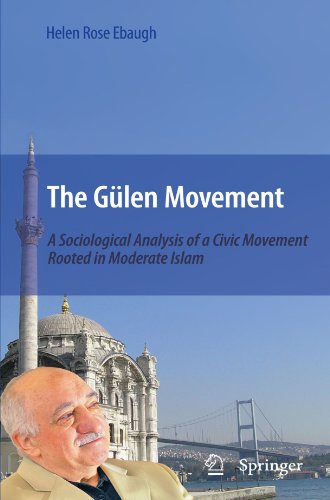 Helen Rose Ebaugh
The Gülen Movement
A Sociological Analysis of a Civic Movement
Rooted in Moderate Islam
Springer